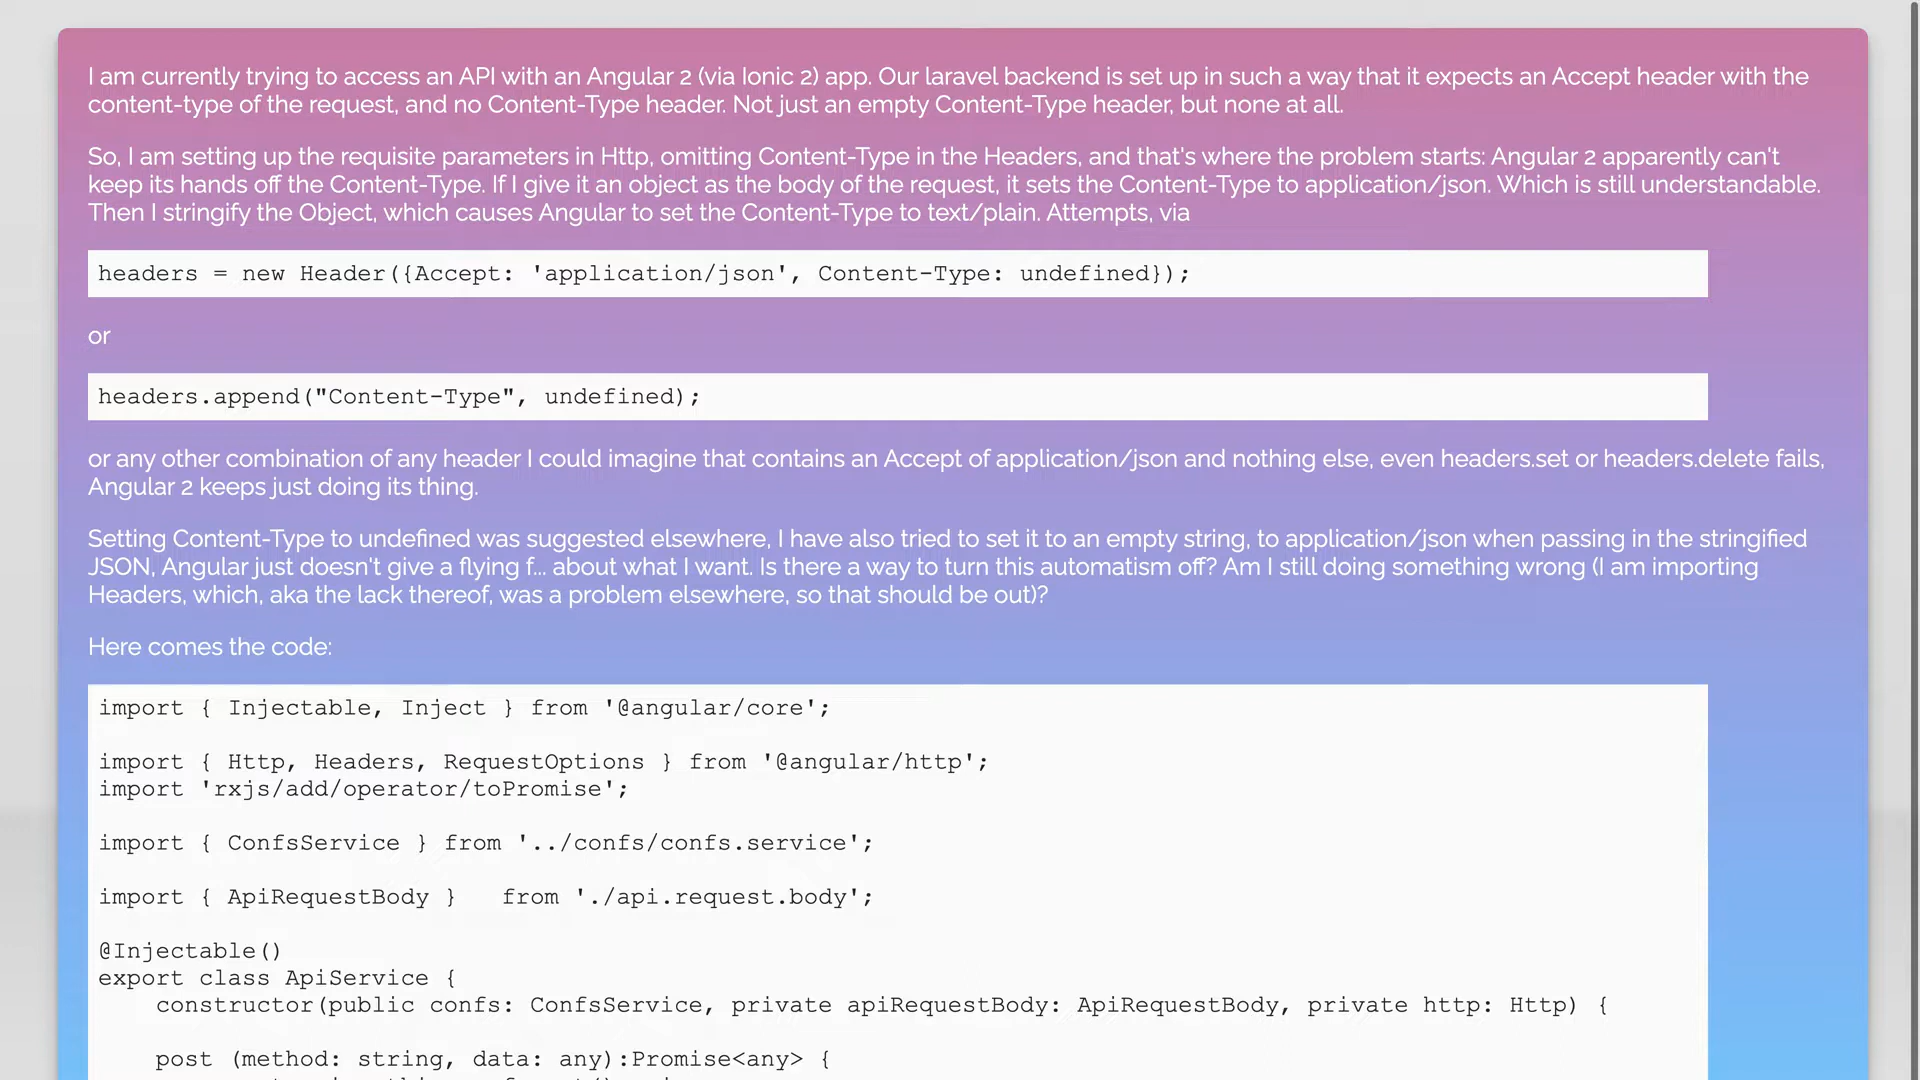 I am currently trying to access an API with an Angular 2 (via Ionic 2) app. Our laravel backend is set up in such a way that it expects an Accept header with the
content-type of the request, and no Content-Type header. Not just an empty Content-Type header, but none at all.
So, I am setting up the requisite parameters in Http, omitting Content-Type in the Headers, and that's where the problem starts: Angular 2 apparently can't
keep its hands off the Content-Type. If I give it an object as the body of the request, it sets the Content-Type to application/json. Which is still understandable.
Then I stringify the Object, which causes Angular to set the Content-Type to text/plain. Attempts, via
headers = new Header({Accept: 'application/json', Content-Type: undefined});
or
headers.append("Content-Type", undefined);
or any other combination of any header I could imagine that contains an Accept of application/json and nothing else, even headers.set or headers.delete fails,
Angular 2 keeps just doing its thing.
Setting Content-Type to undefined was suggested elsewhere, I have also tried to set it to an empty string, to application/json when passing in the stringified
JSON, Angular just doesn't give a flying f... about what I want. Is there a way to turn this automatism off? Am I still doing something wrong (I am importing
Headers, which, aka the lack thereof, was a problem elsewhere, so that should be out)?
Here comes the code:
import { Injectable, Inject } from '@angular/core';
import { Http, Headers, RequestOptions } from '@angular/http';
import 'rxjs/add/operator/toPromise';
import { ConfsService } from '../confs/confs.service';
import { ApiRequestBody }   from './api.request.body';
@Injectable()
export class ApiService {
    constructor(public confs: ConfsService, private apiRequestBody: ApiRequestBody, private http: Http) {
    post (method: string, data: any):Promise<any> {